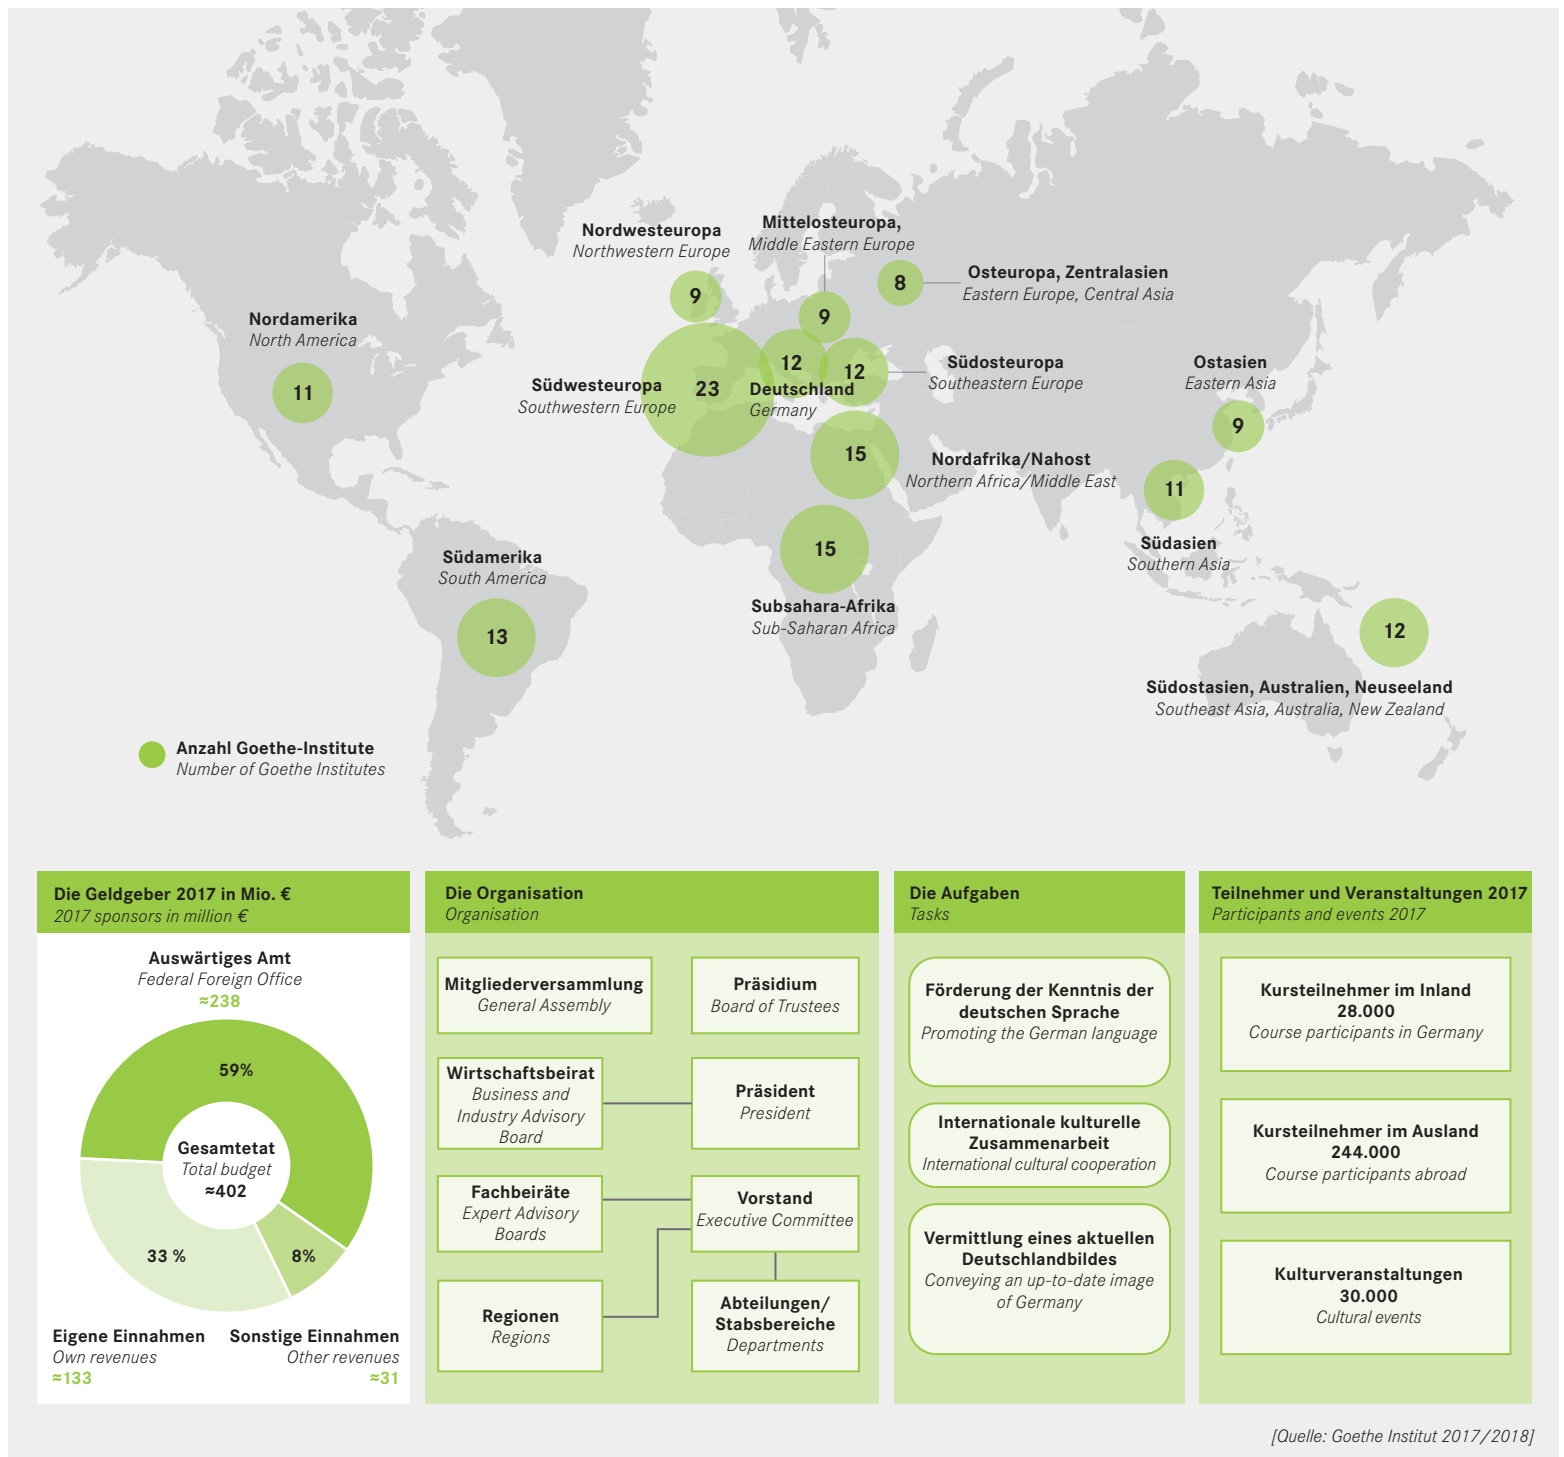 Nordwesteuropa
Northwestern Europe
9
Mittelosteuropa,
Middle Eastern Europe
9
8
Osteuropa, Zentralasien
Eastern Europe, Central Asia
Nordamerika
North America
11
Südwesteuropa
Southwestern Europe
23
12
Deutschland
Germany
12
Südosteuropa
Southeastern Europe
Ostasien
Eastern Asia
9
15
Nordafrika/Nahost
Northern Africa/Middle East
11
Südasien
Southern Asia
Südamerika
South America
13
15
Subsahara-Afrika
Sub-Saharan Africa
12
Südostasien, Australien, Neuseeland
Southeast Asia, Australia, New Zealand
Anzahl Goethe-Institute
Number of Goethe Institutes
Die Geldgeber 2017 in Mio. €
2017 sponsors in million €
Auswärtiges Amt
Federal Foreign Office
≈238
59%
Gesamtetat
Total budget
≈402
33 %
8%
Eigene Einnahmen
Own revenues
≈133
Sonstige Einnahmen
Other revenues
≈31
Die Organisation
Organisation
Mitgliederversammlung
General Assembly
Präsidium
Board of Trustees
Wirtschaftsbeirat
Business and
Industry Advisory
Board
Präsident
President
Fachbeiräte
Expert Advisory
Boards
Vorstand
Executive Committee
Regionen
Regions
Abteilungen/
Stabsbereiche
Departments
Die Aufgaben
Tasks
Förderung der Kenntnis der
deutschen Sprache
Promoting the German language
Internationale kulturelle
Zusammenarbeit
International cultural cooperation
Vermittlung eines aktuellen
Deutschlandbildes
Conveying an up-to-date image
of Germany
Teilnehmer und Veranstaltungen 2017
Participants and events 2017
Kursteilnehmer im Inland
28.000
Course participants in Germany
Kursteilnehmer im Ausland
244.000
Course participants abroad
Kulturveranstaltungen
30.000
Cultural events
[Quelle: Goethe Institut 2017/2018]